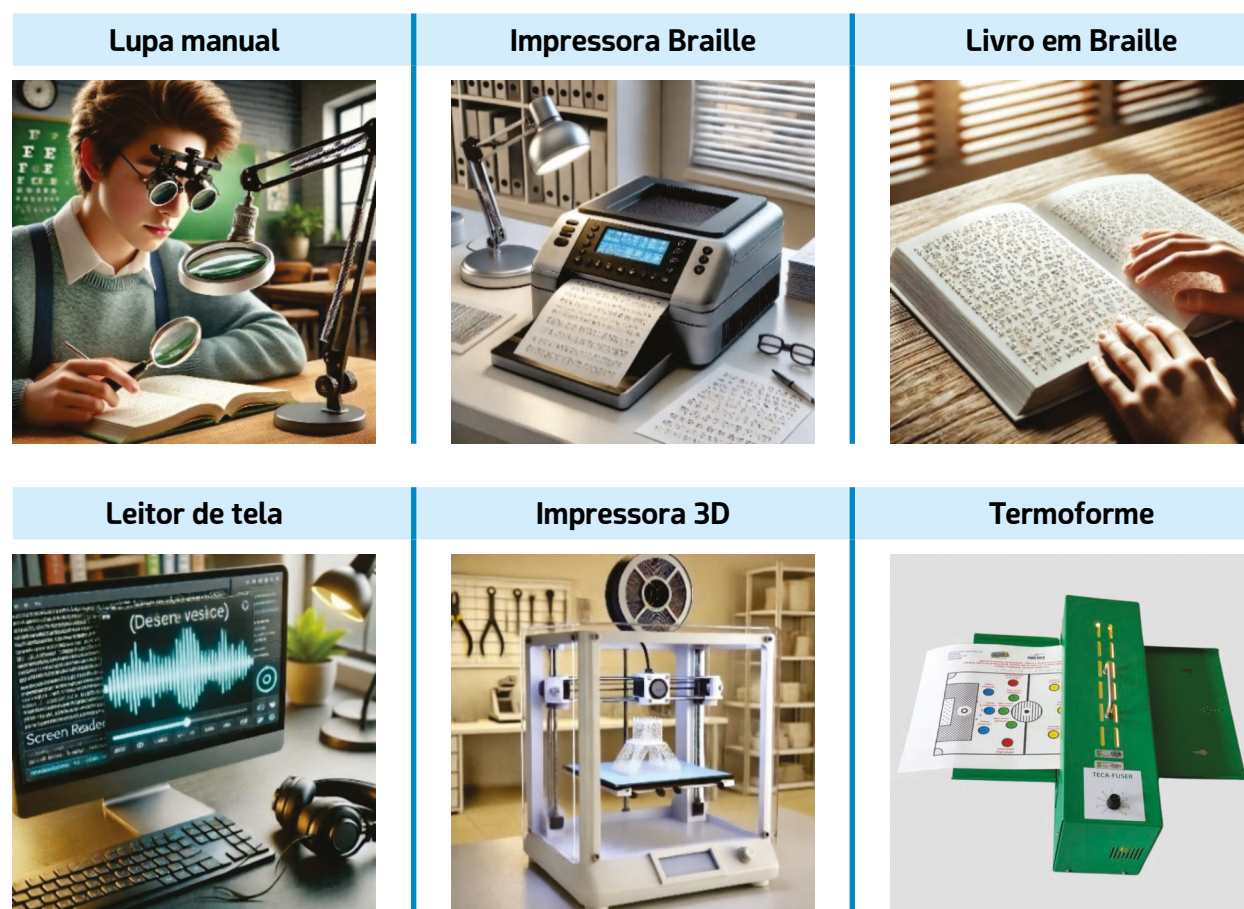 Lupa manual
Impressora Braille
Livro em Braille
Leitor de tela
Impressora 3D
Termoforme
(Desen vesice)
Screen Reader
TECA-FUSER